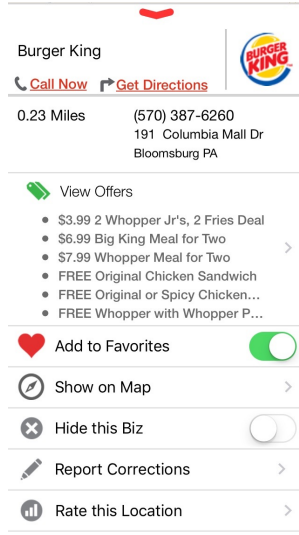 Burger King
BURGER
KING
Call Now Get Directions
0.23 Miles (570) 387-6260
191 Columbia Mall Dr
Bloomsburg PA
View Offers
$3.99 2 Whopper Jr's, 2 Fries Deal
$6.99 Big King Meal for Two
$7.99 Whopper Meal for Two
FREE Original Chicken Sandwich
FREE Original or Spicy Chicken...
FREE Whopper with Whopper P...
Add to Favorites
Show on Map
Hide this Biz
Report Corrections
Rate this Location